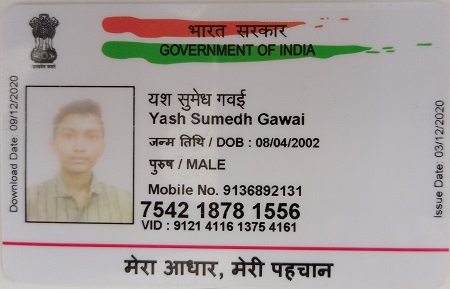 भारत सरकार
GOVERNMENT OF INDIA
Download Date: 09/12/2020
यश सुमेध गवई
Yash Sumedh Gawai
जन्म तिथि / DOB : 08/04/2002
पुरुष / MALE
Mobile No. 9136892131
7542 1878 1556
VID : 9121 4116 1375 4161
Issue Date: 03/12/2020
मेरा आधार, मेरी पहचान